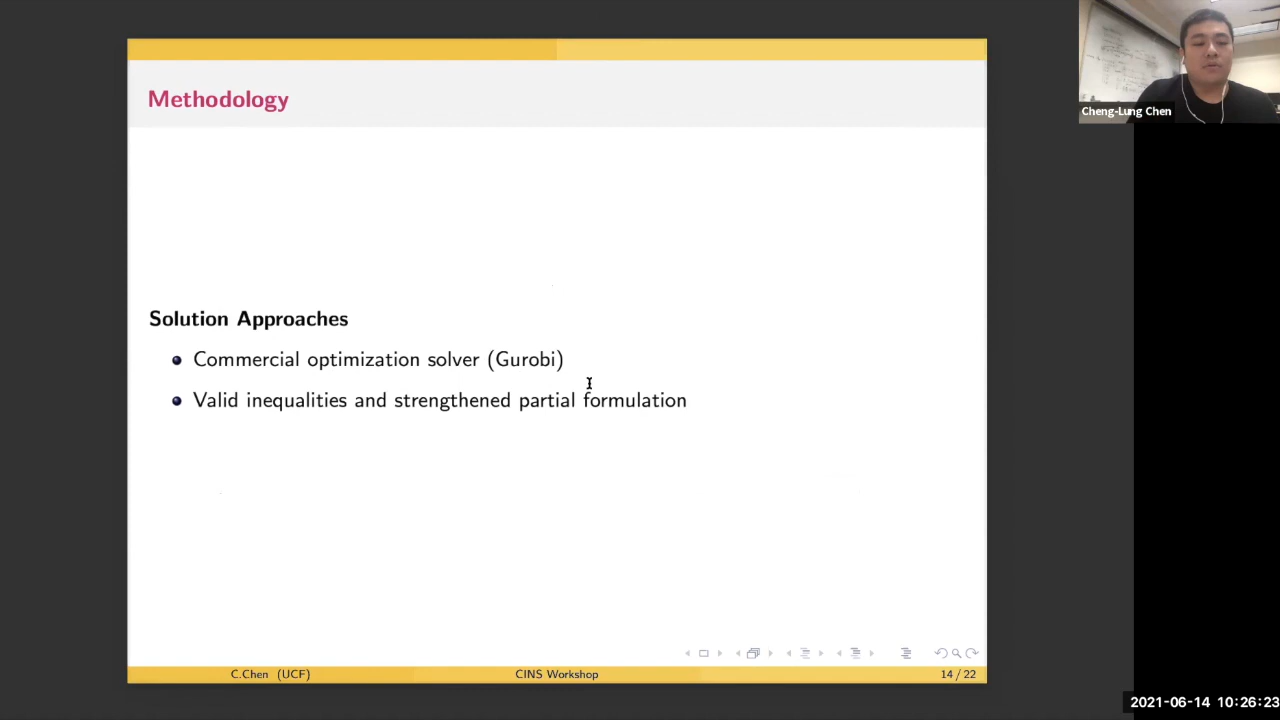 Methodology
Cheng-Lung Chen
Solution Approaches
Commercial optimization solver (Gurobi)
Valid inequalities and strengthened partial formulation
C.Chen (UCF)
CINS Workshop
14 / 22
2021-06-14 10:26:23